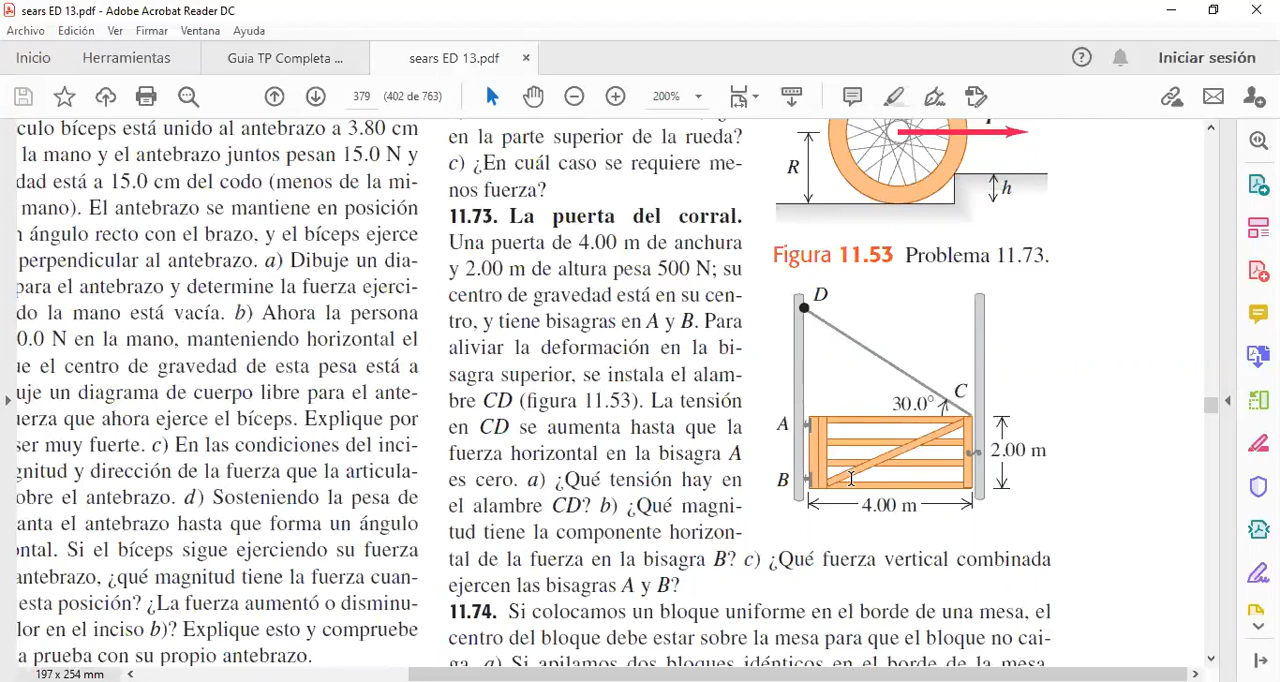 sears ED 13.pdf - Adobe Acrobat Reader DC
Archivo Edición Ver Firmar Ventana Ayuda
Inicio Herramientas Guia TP Completa ... sears ED 13.pdf × Iniciar sesión
379 (402 de 763) 200%
culo bíceps está unido al antebrazo a 3.80 cm
la mano y el antebrazo juntos pesan 15.0 N y
dad está a 15.0 cm del codo (menos de la mi-
mano). El antebrazo se mantiene en posición
ángulo recto con el brazo, y el bíceps ejerce
perpendicular al antebrazo. a) Dibuje un dia-
para el antebrazo y determine la fuerza ejerci-
do la mano está vacía. b) Ahora la persona
0.0 N en la mano, manteniendo horizontal el
ue el centro de gravedad de esta pesa está a
uje un diagrama de cuerpo libre para el ante-
uerza que ahora ejerce el bíceps. Explique por
ser muy fuerte. c) En las condiciones del inci-
gnitud y dirección de la fuerza que la articula-
obre el antebrazo. d) Sosteniendo la pesa de
anta el antebrazo hasta que forma un ángulo
ontal. Si el bíceps sigue ejerciendo su fuerza
antebrazo, ¿qué magnitud tiene la fuerza cuan-
esta posición? ¿La fuerza aumentó o disminu-
lor en el inciso b)? Explique esto y compruebe
a prueba con su propio antebrazo.
en la parte superior de la rueda?
c) ¿En cuál caso se requiere me-
nos fuerza?
11.73. La puerta del corral.
Una puerta de 4.00 m de anchura
y 2.00 m de altura pesa 500 N; su
centro de gravedad está en su cen-
tro, y tiene bisagras en A y B. Para
aliviar la deformación en la bi-
sagra superior, se instala el alam-
bre CD (figura 11.53). La tensión
en CD se aumenta hasta que la
fuerza horizontal en la bisagra A
es cero. a) ¿Qué tensión hay en
el alambre CD? b) ¿Qué magni-
tud tiene la componente horizon-
tal de la fuerza en la bisagra B? c) ¿Qué fuerza vertical combinada
ejercen las bisagras A y B?
11.74. Si colocamos un bloque uniforme en el borde de una mesa, el
centro del bloque debe estar sobre la mesa para que el bloque no cai-
ga. a) Si apilamos dos bloques idénticos en el borde de la mesa,
R
h
Figura 11.53 Problema 11.73.
D
C
30.0°
A
B
2.00 m
4.00 m
197 x 254 mm